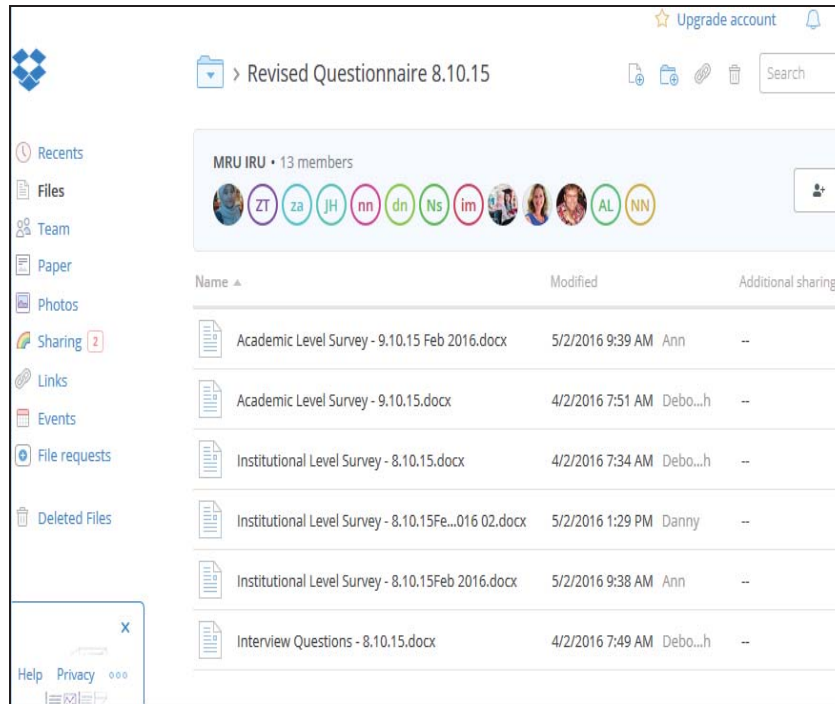 Upgrade account
> Revised Questionnaire 8.10.15
Search
Recents
Files
Team
Paper
Photos
Sharing 2
Links
Events
File requests
Deleted Files
x
Help Privacy
MRU IRU • 13 members
ZT za JH nn dn Ns im AL NN
Name Modified Additional sharing
Academic Level Survey - 9.10.15 Feb 2016.docx 5/2/2016 9:39 AM Ann --
Academic Level Survey - 9.10.15.docx 4/2/2016 7:51 AM Debo...h --
Institutional Level Survey - 8.10.15.docx 4/2/2016 7:34 AM Debo...h --
Institutional Level Survey - 8.10.15Fe...016 02.docx 5/2/2016 1:29 PM Danny --
Institutional Level Survey - 8.10.15Feb 2016.docx 5/2/2016 9:38 AM Ann --
Interview Questions - 8.10.15.docx 4/2/2016 7:49 AM Debo...h --